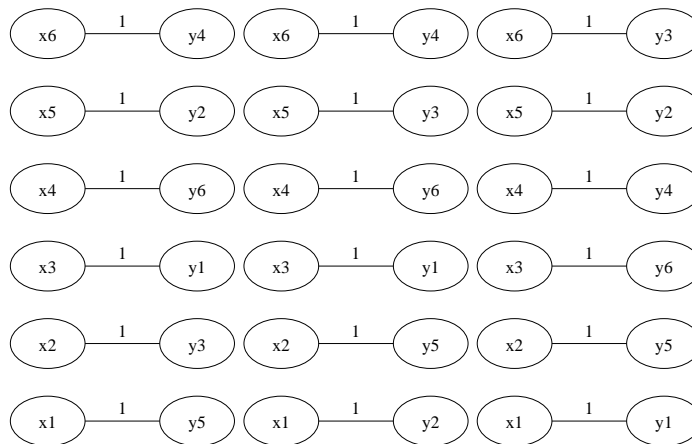 x6 1 y4 x6 1 y4 x6 1 y3
x5 1 y2 x5 1 y3 x5 1 y2
x4 1 y6 x4 1 y6 x4 1 y4
x3 1 y1 x3 1 y1 x3 1 y6
x2 1 y3 x2 1 y5 x2 1 y5
x1 1 y5 x1 1 y2 x1 1 y1